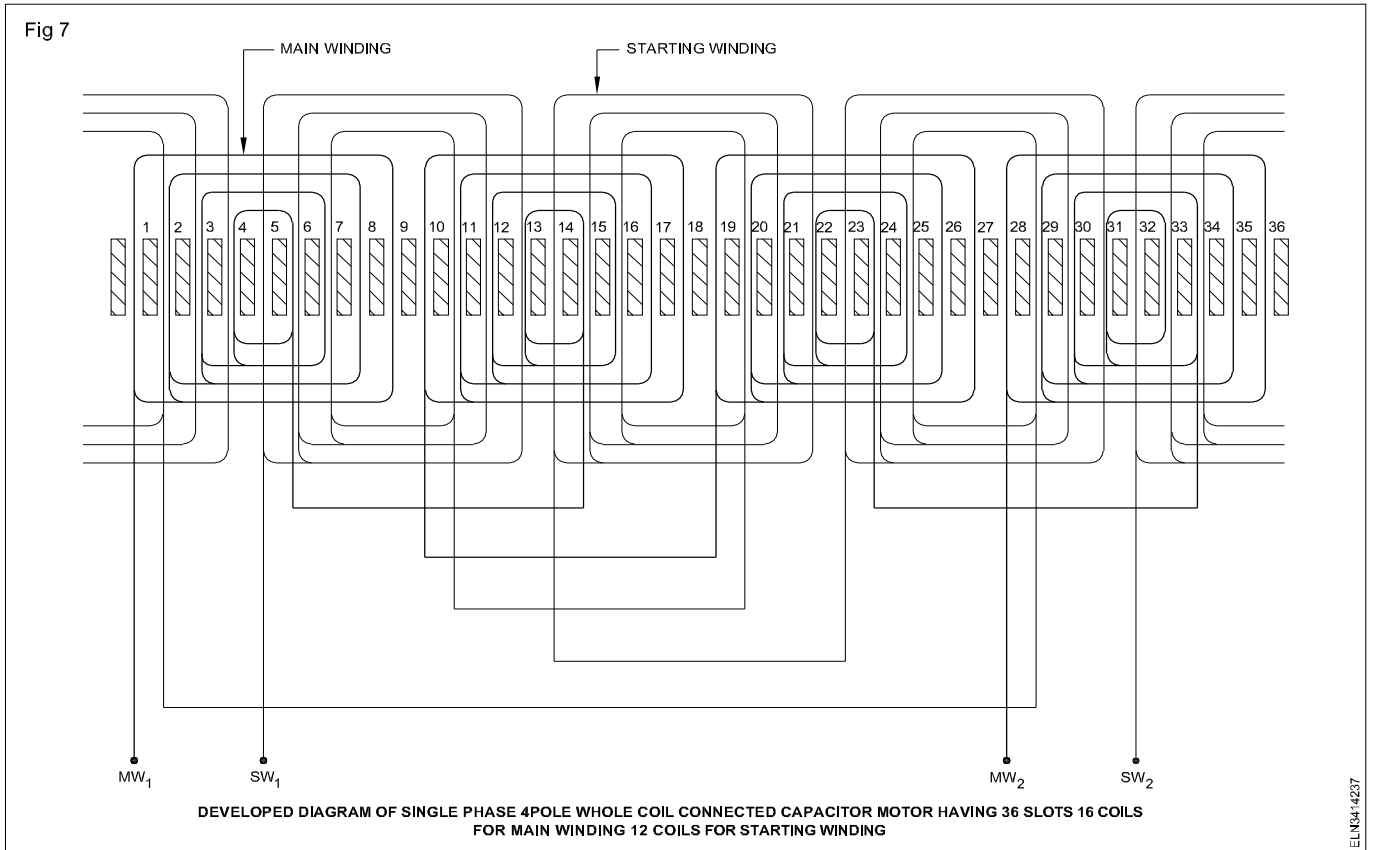 Fig 7
MAIN WINDING
STARTING WINDING
1 2 3 4 5 6 7 8 9 10 11 12 13 14 15 16 17 18 19 20 21 22 23 24 25 26 27 28 29 30 31 32 33 34 35 36
MW1 SW1 MW2 SW2
DEVELOPED DIAGRAM OF SINGLE PHASE 4POLE WHOLE COIL CONNECTED CAPACITOR MOTOR HAVING 36 SLOTS 16 COILS
FOR MAIN WINDING 12 COILS FOR STARTING WINDING
ELN3414237